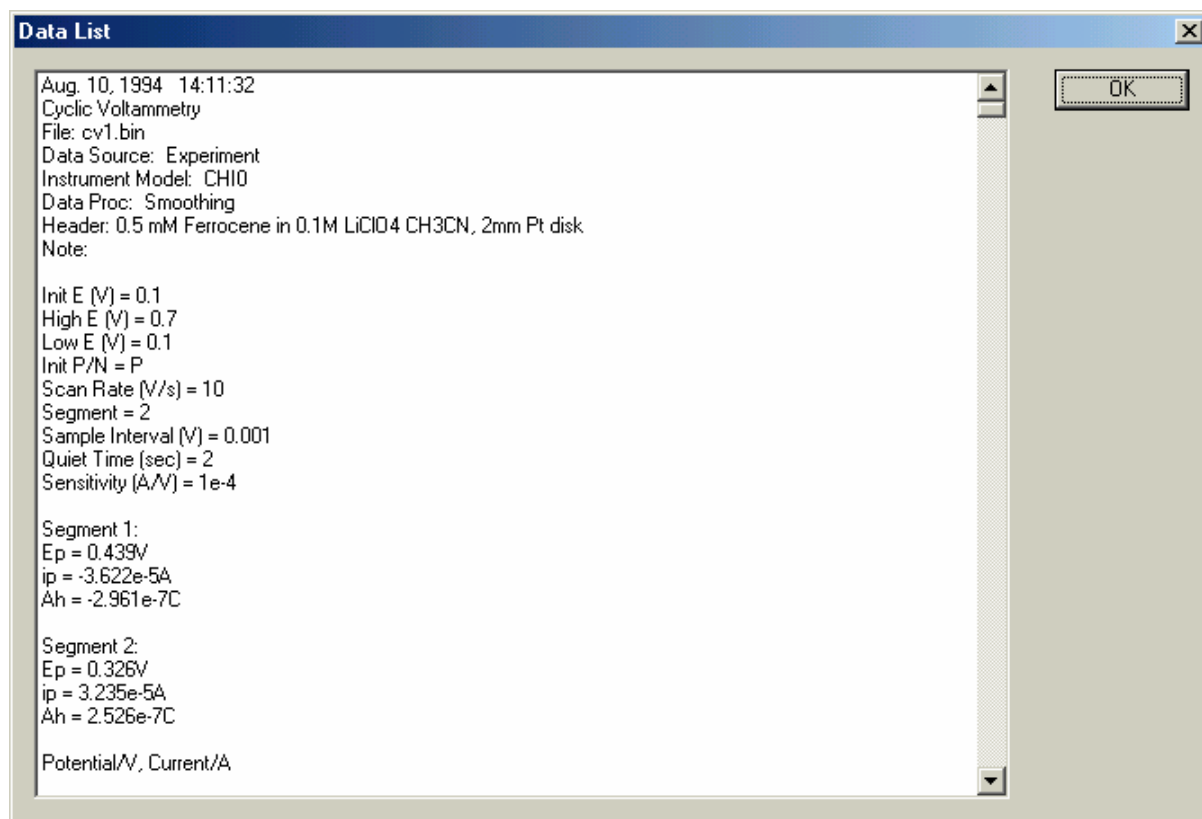 Data List
Aug. 10, 1994   14:11:32
Cyclic Voltammetry
File: cv1.bin
Data Source:  Experiment
Instrument Model:  CHI0
Data Proc:  Smoothing
Header: 0.5 mM Ferrocene in 0.1M LiClO4 CH3CN, 2mm Pt disk
Note:
Init E (V) = 0.1
High E (V) = 0.7
Low E (V) = 0.1
Init P/N = P
Scan Rate (V/s) = 10
Segment = 2
Sample Interval (V) = 0.001
Quiet Time (sec) = 2
Sensitivity (A/V) = 1e-4
Segment 1:
Ep = 0.439V
ip = -3.622e-5A
Ah = -2.961e-7C
Segment 2:
Ep = 0.326V
ip = 3.235e-5A
Ah = 2.526e-7C
Potential/V, Current/A
OK